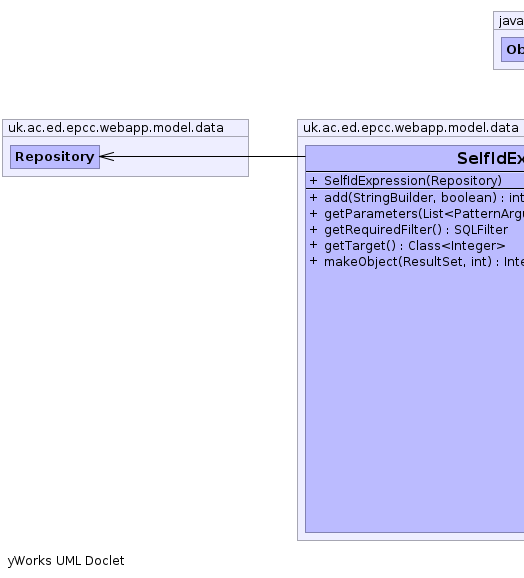 java
Ob
uk.ac.ed.epcc.webapp.model.data
Repository
uk.ac.ed.epcc.webapp.model.data
SelfIdEx
+ SelfIdExpression(Repository)
+ add(StringBuilder, boolean) : int
+ getParameters(List<PatternArgu
+ getRequiredFilter() : SQLFilter
+ getTarget() : Class<Integer>
+ makeObject(ResultSet, int) : Inte
yWorks UML Doclet